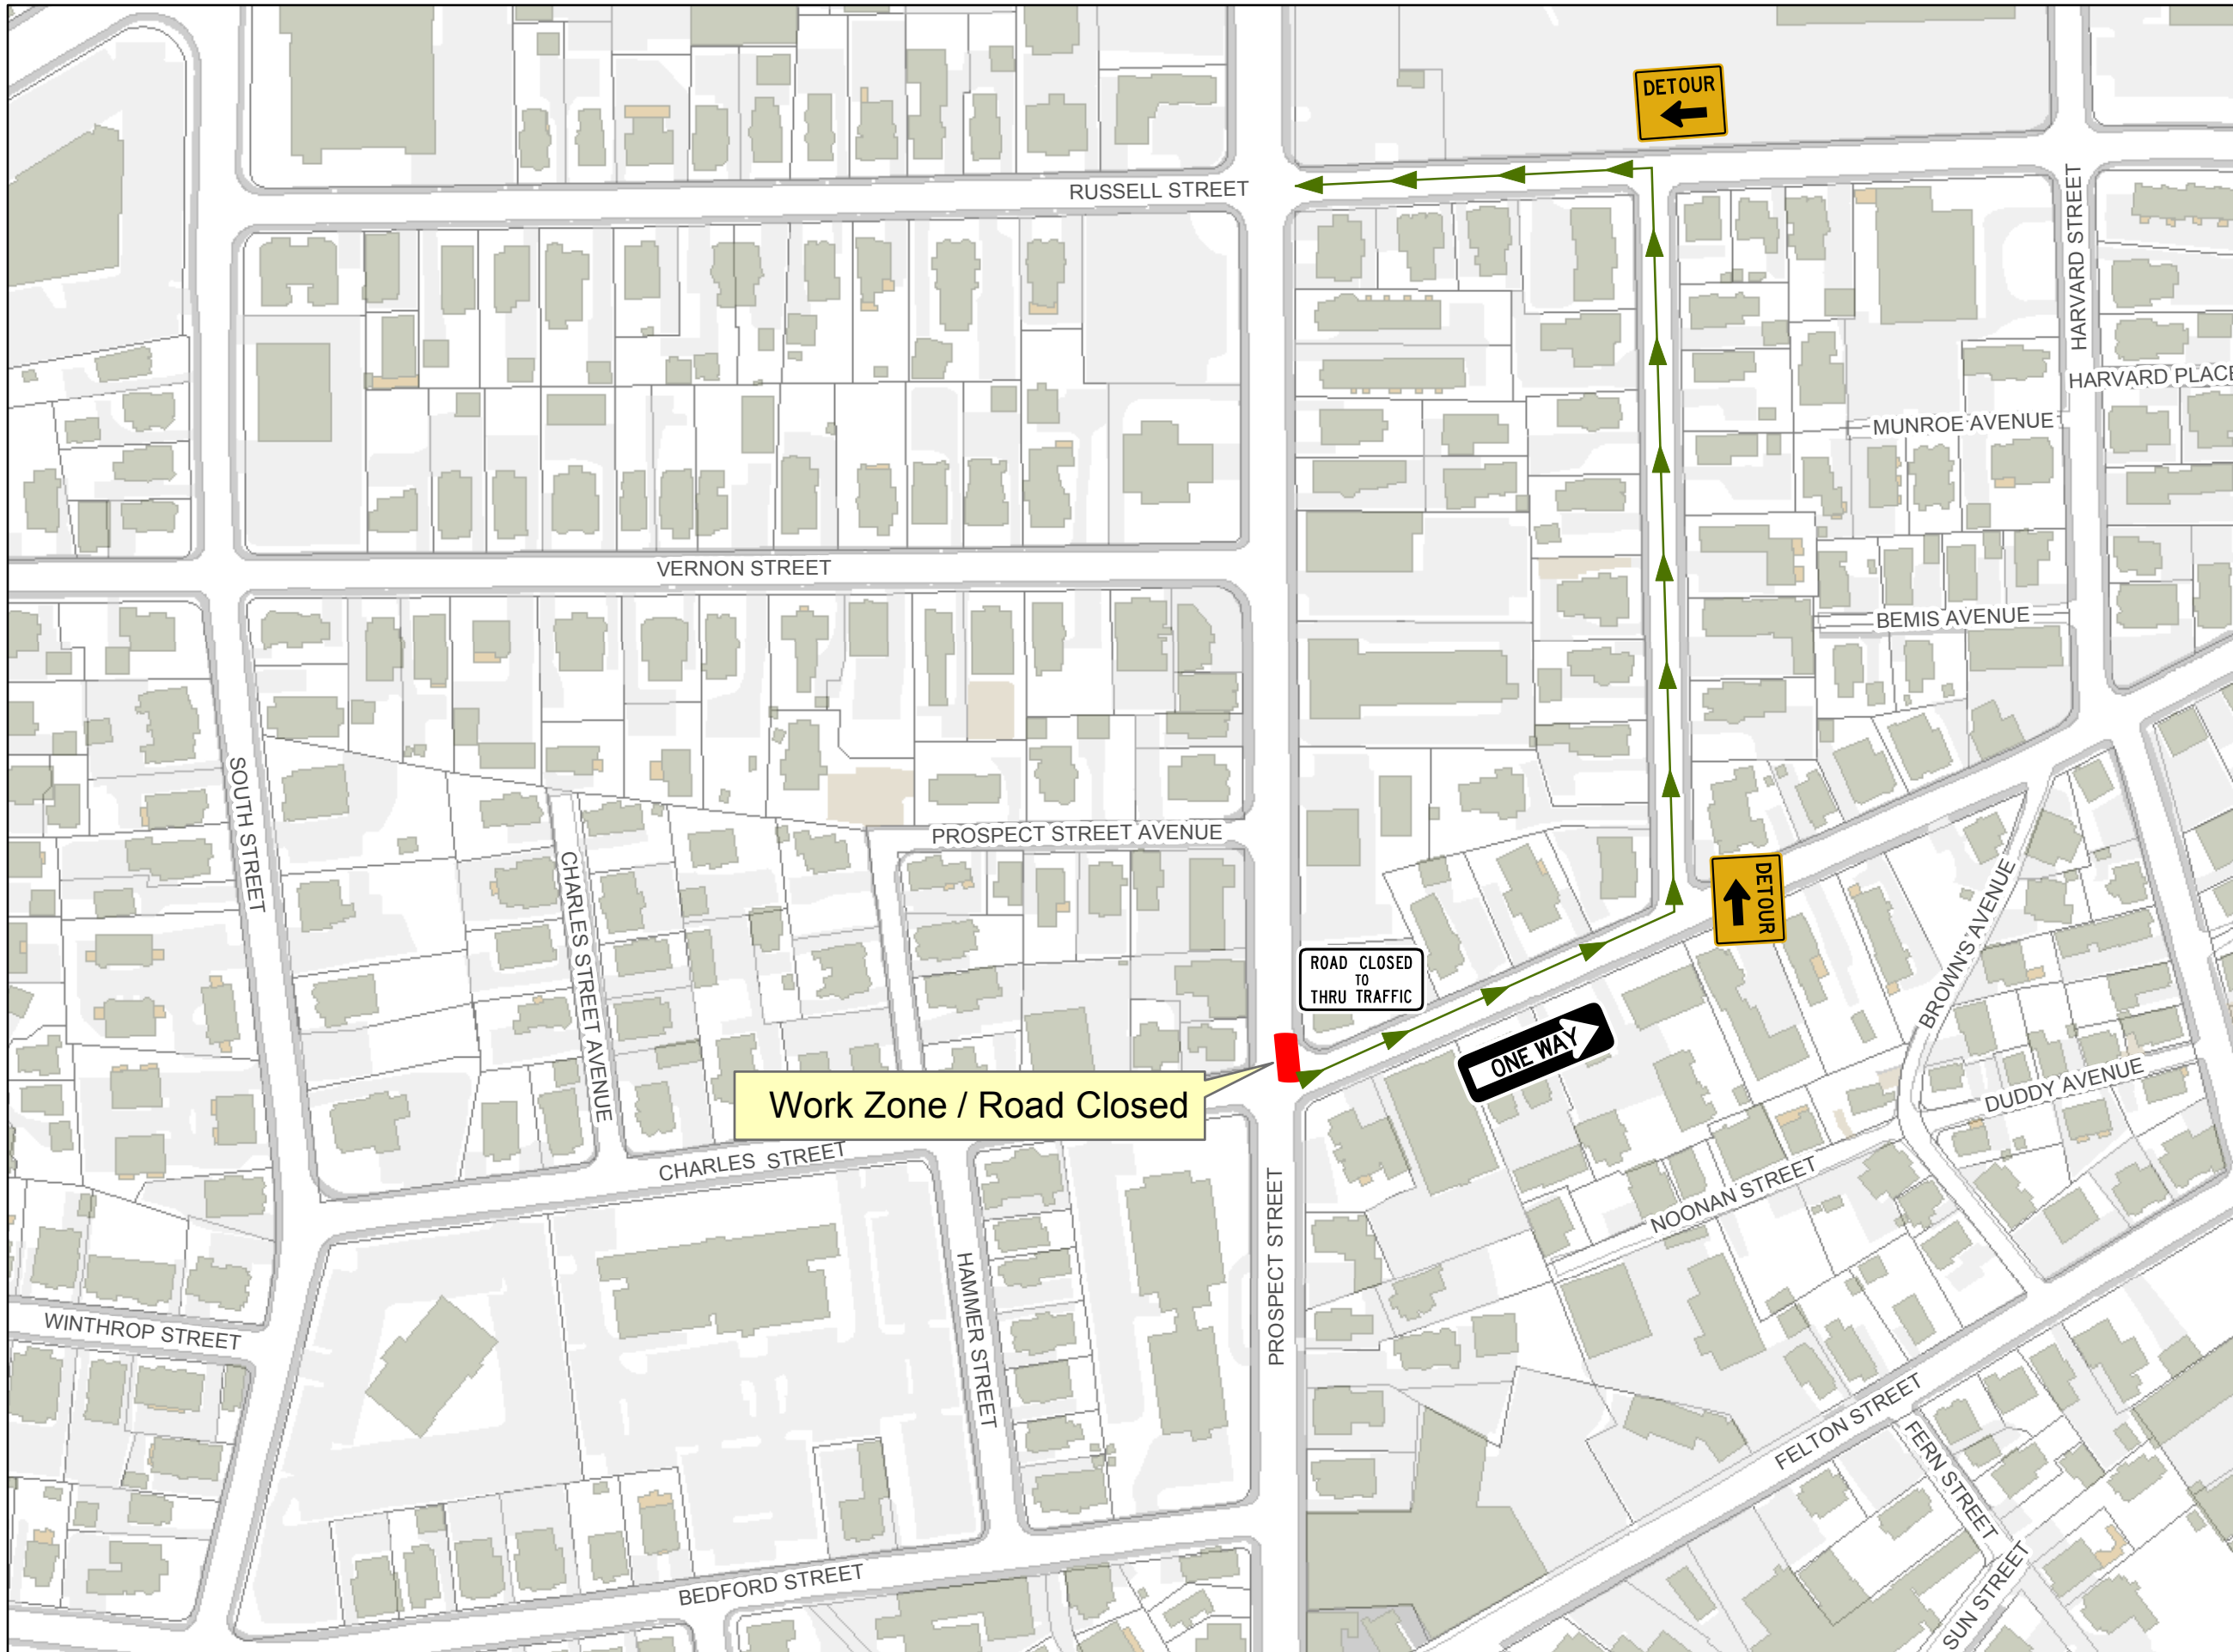 DETOUR
RUSSELL STREET
HARVARD STREET
HARVARD PLACE
MUNROE AVENUE
VERNON STREET
BEMIS AVENUE
SOUTH STREET
PROSPECT STREET AVENUE
CHARLES STREET AVENUE
DETOUR
BROWN'S AVENUE
ROAD CLOSED
TO
THRU TRAFFIC
ONE WAY
Work Zone / Road Closed
DUDDY AVENUE
CHARLES STREET
NOONAN STREET
PROSPECT STREET
HAMMER STREET
WINTHROP STREET
FELTON STREET
FERN STREET
BEDFORD STREET
SUN STREET